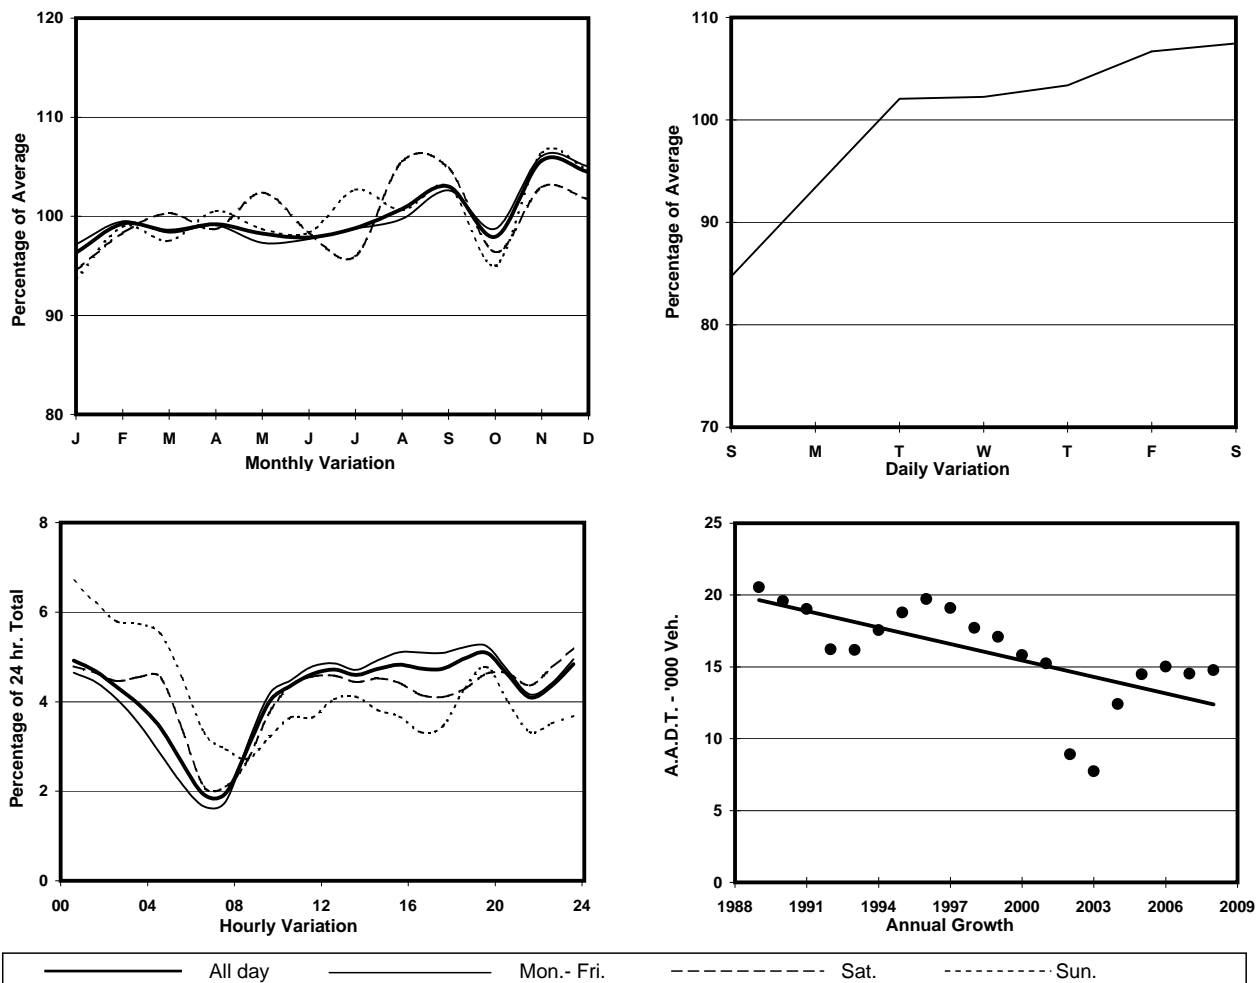 120
110
100
90
80
Percentage of Average
J F M A M J J A S O N D
Monthly Variation
110
100
90
80
70
Percentage of Average
S M T W T F S
Daily Variation
8
6
4
2
0
Percentage of 24 hr. Total
00 04 08 12 16 20 24
Hourly Variation
25
20
15
10
5
0
A.A.D.T. - '000 Veh.
1988 1991 1994 1997 2000 2003 2006 2009
Annual Growth
All day Mon.- Fri. Sat. Sun.